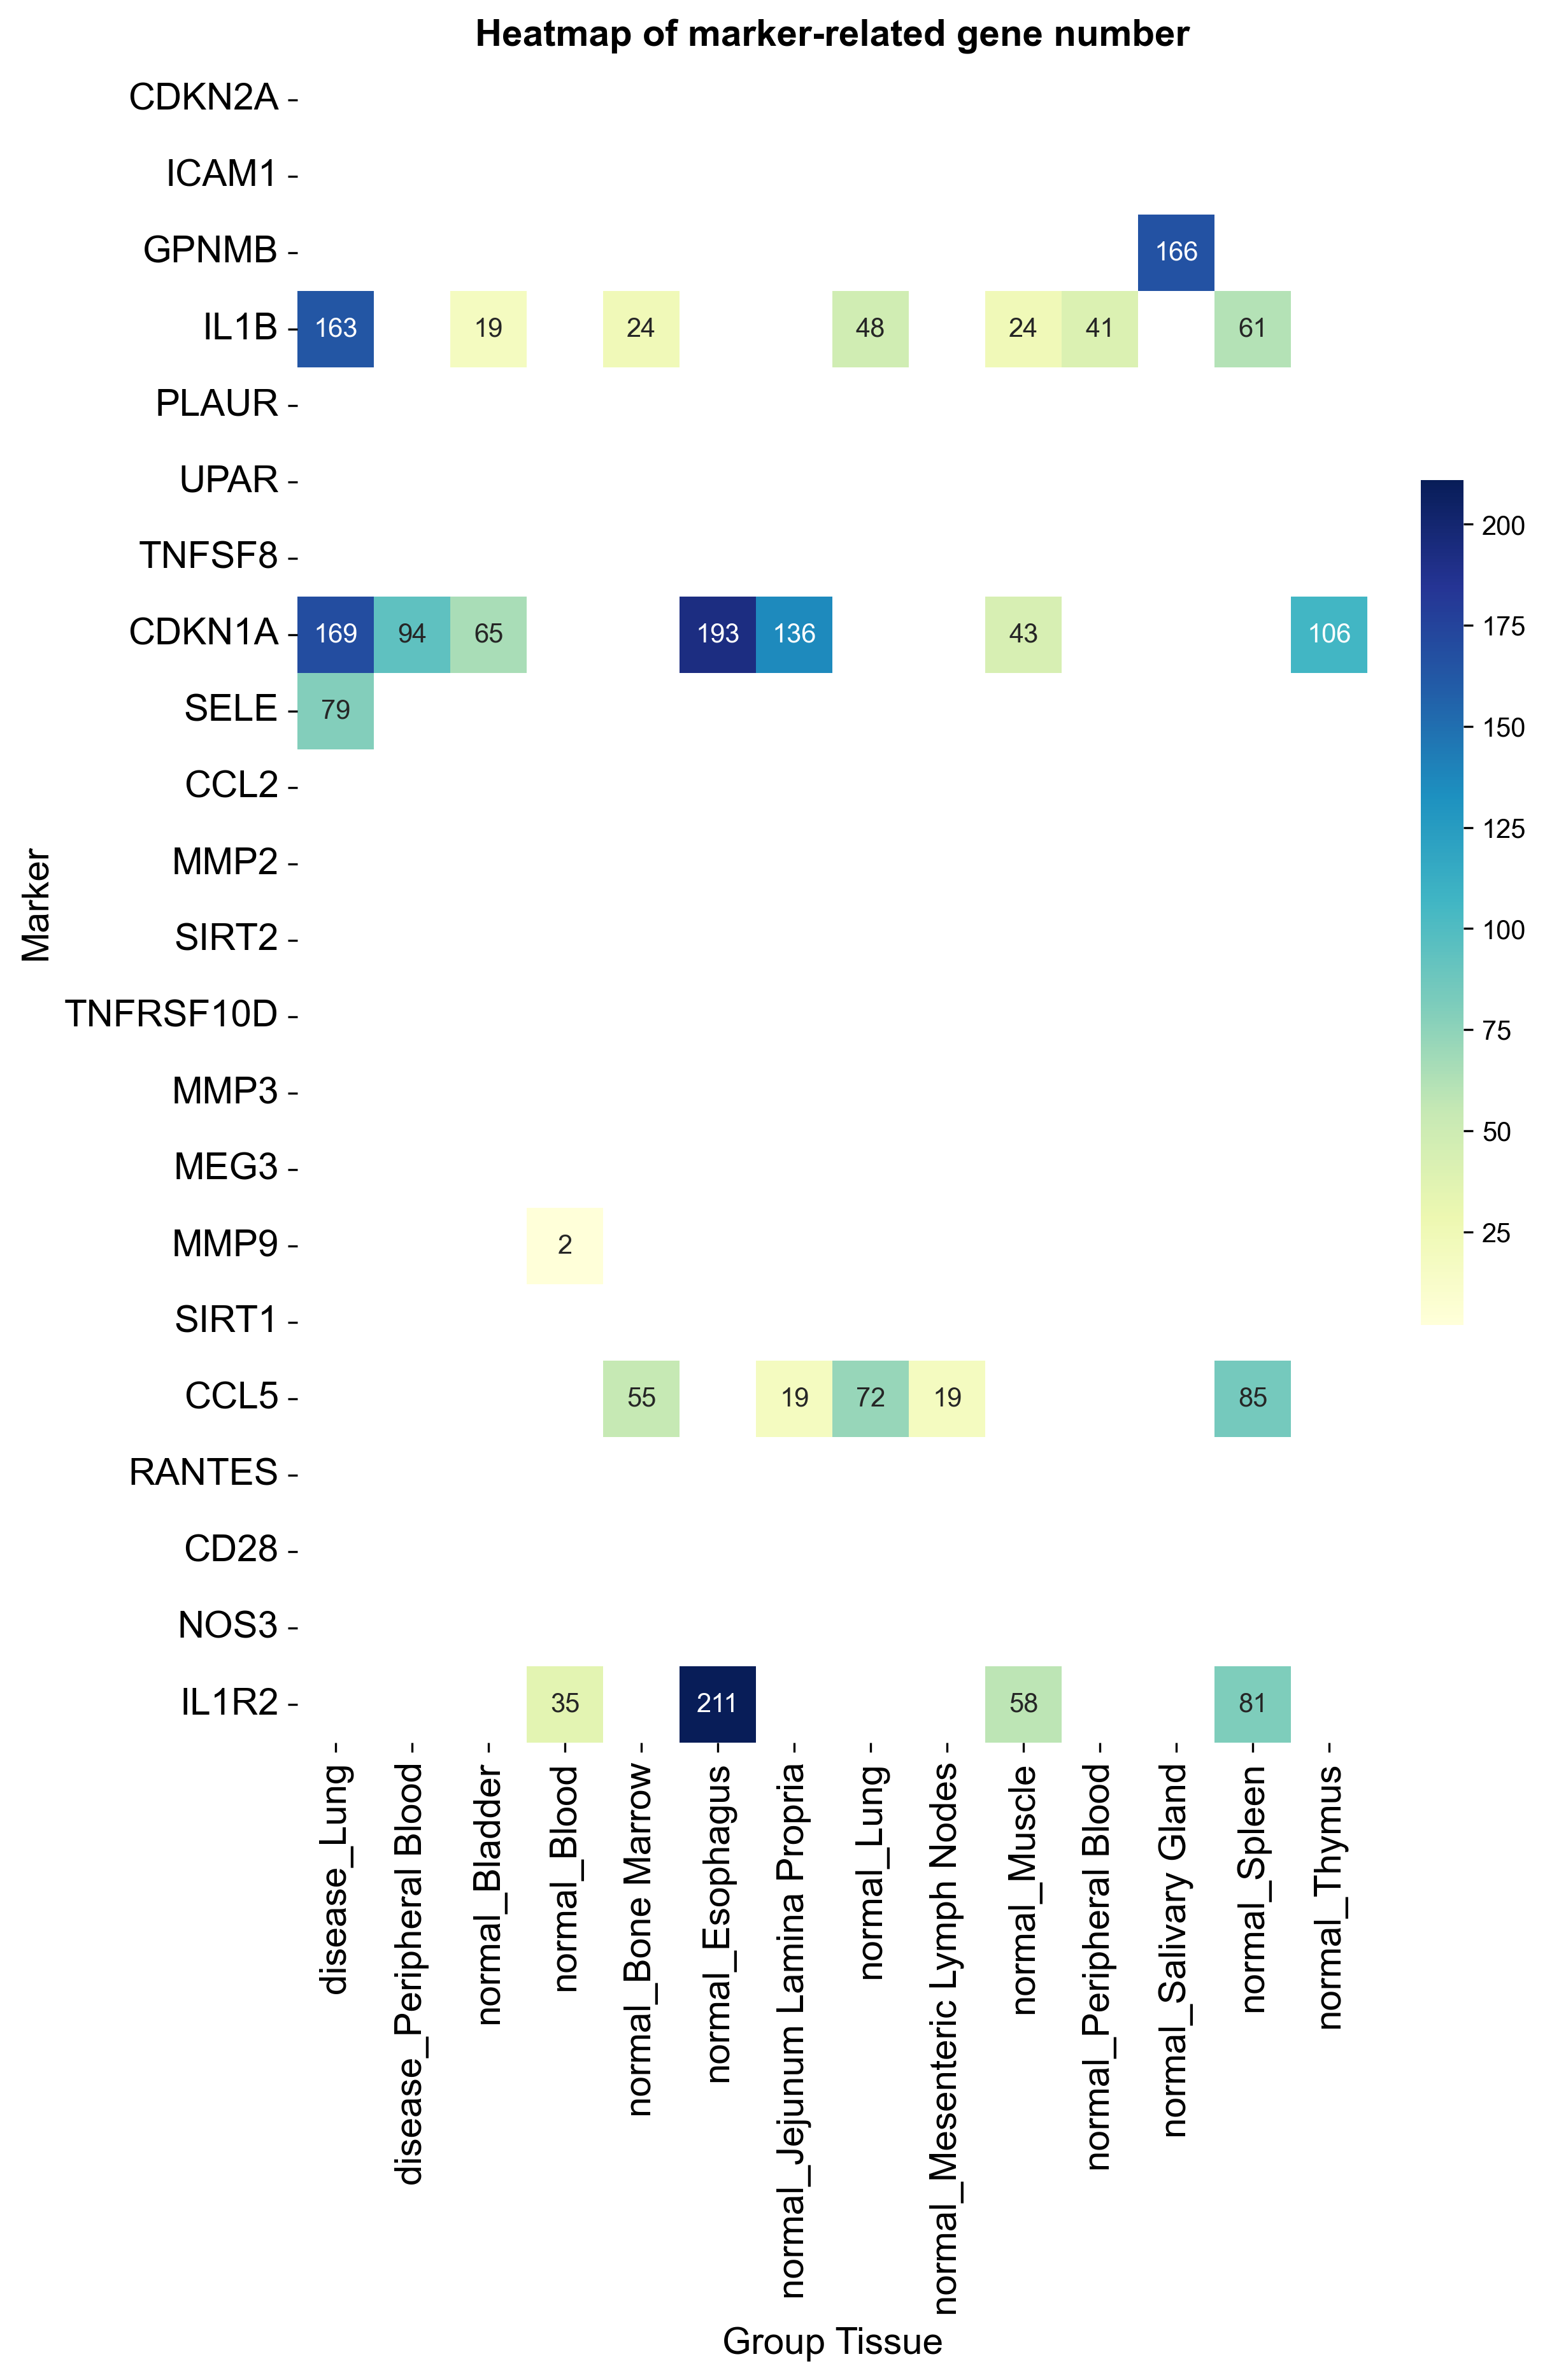 Heatmap of marker-related gene number
CDKN2A
ICAM1
GPNMB 166
IL1B 163 19 24 48 24 41 61
PLAUR
UPAR
TNFSF8
CDKN1A 169 94 65 193 136 43 106
SELE 79
CCL2
MMP2
SIRT2
TNFRSF10D
MMP3
MEG3
MMP9 2
SIRT1
CCL5 55 19 72 19 85
RANTES
CD28
NOS3
IL1R2 35 211 58 81
Marker
disease_Lung
disease_Peripheral Blood
normal_Bladder
normal_Blood
normal_Bone Marrow
normal_Esophagus
normal_Jejunum Lamina Propria
normal_Lung
normal_Mesenteric Lymph Nodes
normal_Muscle
normal_Peripheral Blood
normal_Salivary Gland
normal_Spleen
normal_Thymus
Group Tissue
200
175
150
125
100
75
50
25